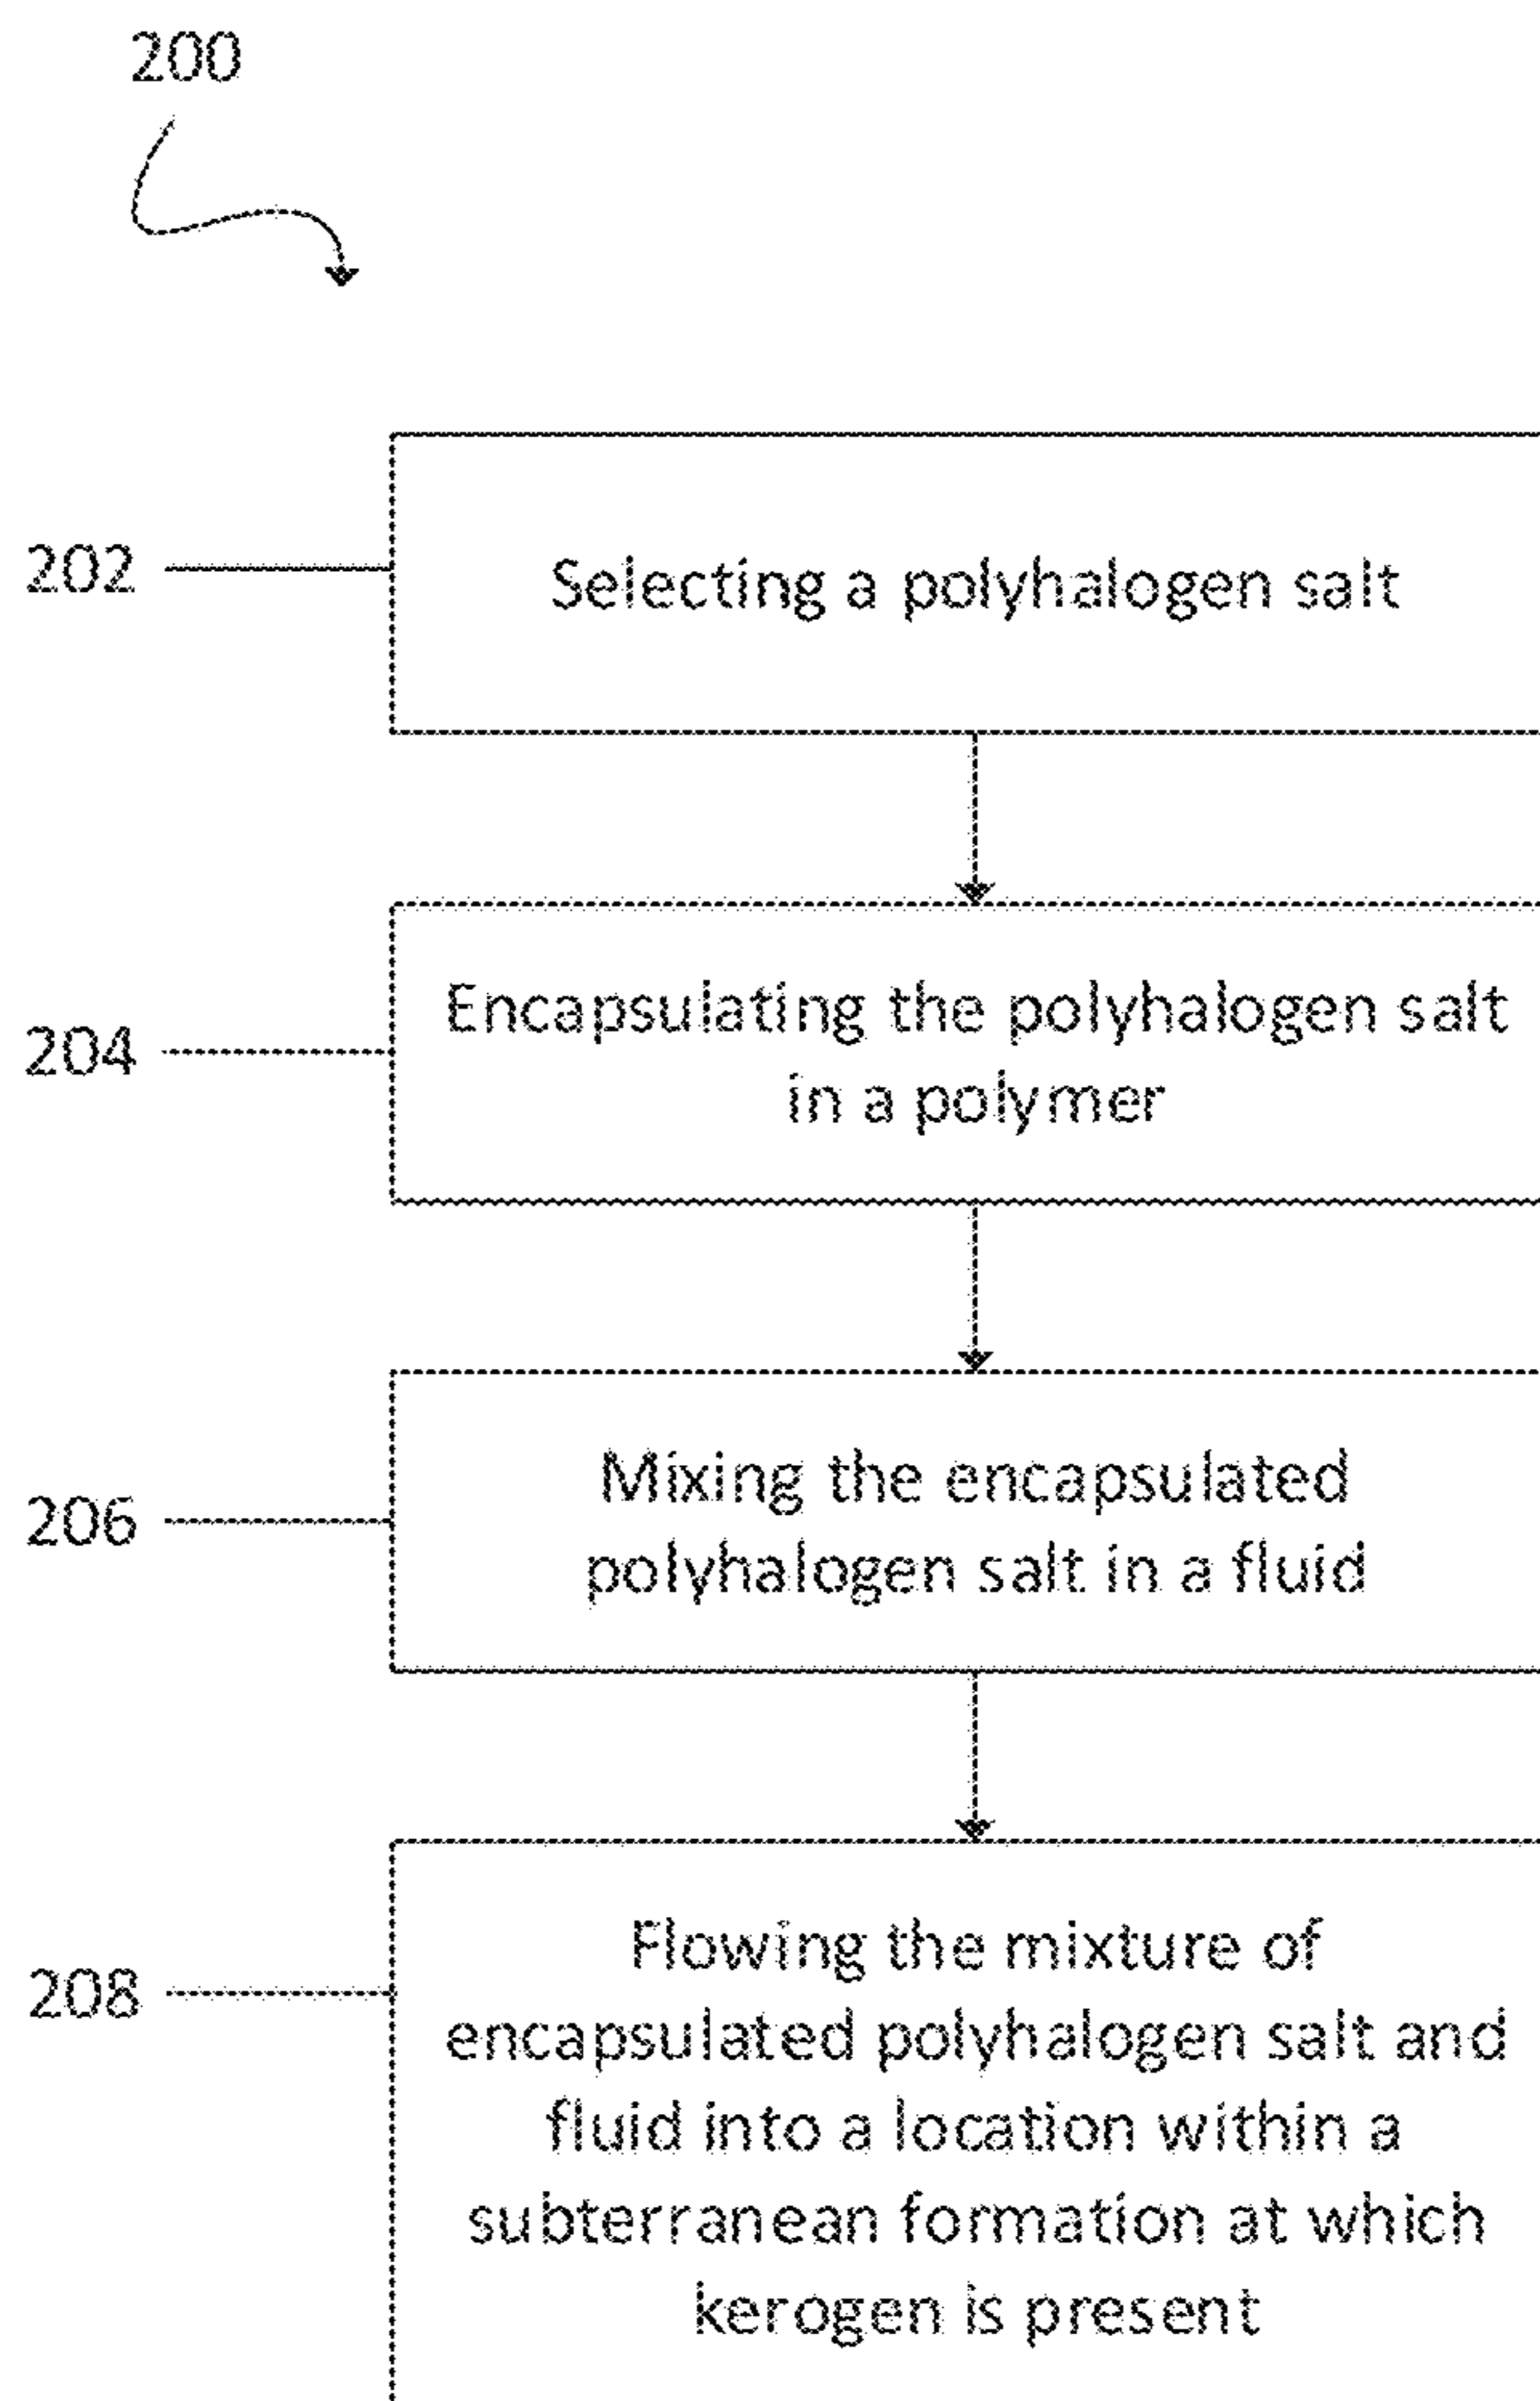 200
202
Selecting a polyhalogen salt
204
Encapsulating the polyhalogen salt
in a polymer
206
Mixing the encapsulated
polyhalogen salt in a fluid
208
Flowing the mixture of
encapsulated polyhalogen salt and
fluid into a location within a
subterranean formation at which
kerogen is present